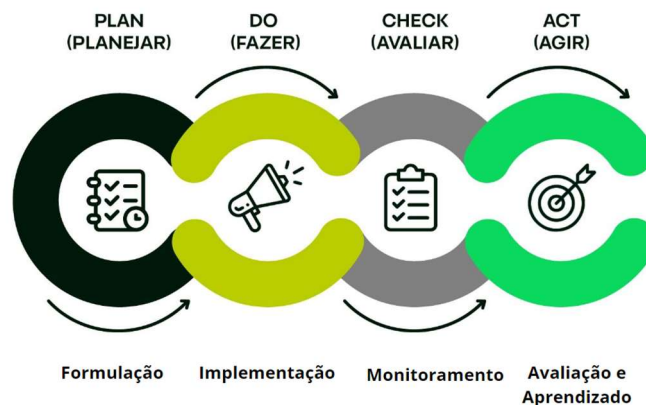 PLAN
(PLANEJAR)
DO
(FAZER)
CHECK
(AVALIAR)
ACT
(AGIR)
Formulação
Implementação
Monitoramento
Avaliação e
Aprendizado